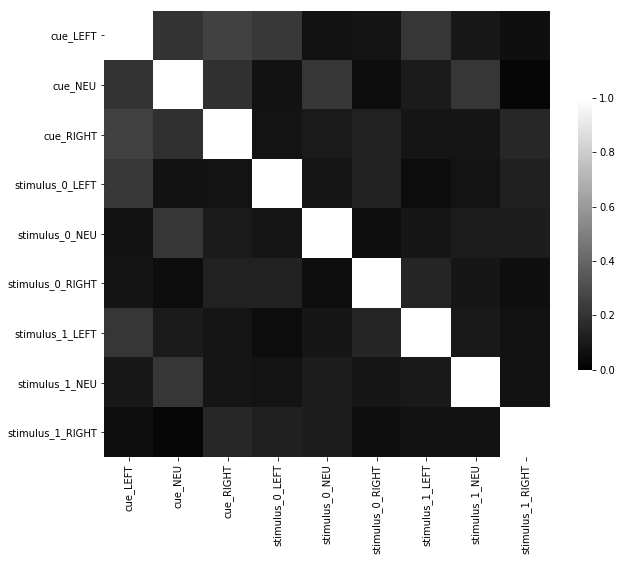 cue_LEFT
cue_NEU
cue_RIGHT
stimulus_0_LEFT
stimulus_0_NEU
stimulus_0_RIGHT
stimulus_1_LEFT
stimulus_1_NEU
stimulus_1_RIGHT
cue_LEFT
cue_NEU
cue_RIGHT
stimulus_0_LEFT
stimulus_0_NEU
stimulus_0_RIGHT
stimulus_1_LEFT
stimulus_1_NEU
stimulus_1_RIGHT
1.0
0.8
0.6
0.4
0.2
0.0